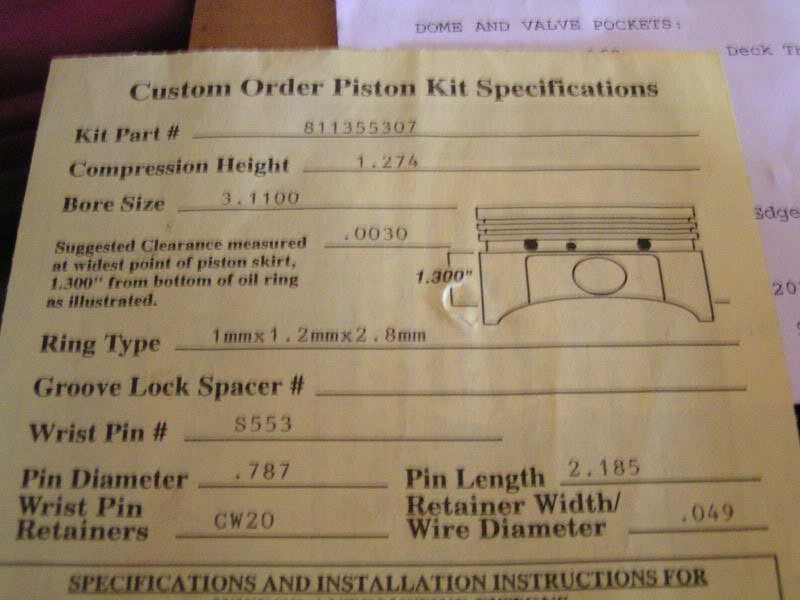 DOME AND VALVE POCKETS:
Deck
Custom Order Piston Kit Specifications
Kit Part # 811355307
Compression Height 1.274
Bore Size 3.1100
Suggested Clearance measured .0030
at widest point of piston skirt,
1.300" from bottom of oil ring
as illustrated.
1.300"
Ring Type 1mmx1.2mmx2.8mm
Groove Lock Spacer #
Wrist Pin # S553
Pin Diameter .787 Pin Length 2.185
Wrist Pin
Retainers CW20
Retainer Width/
Wire Diameter .049
SPECIFICATIONS AND INSTALLATION INSTRUCTIONS FOR